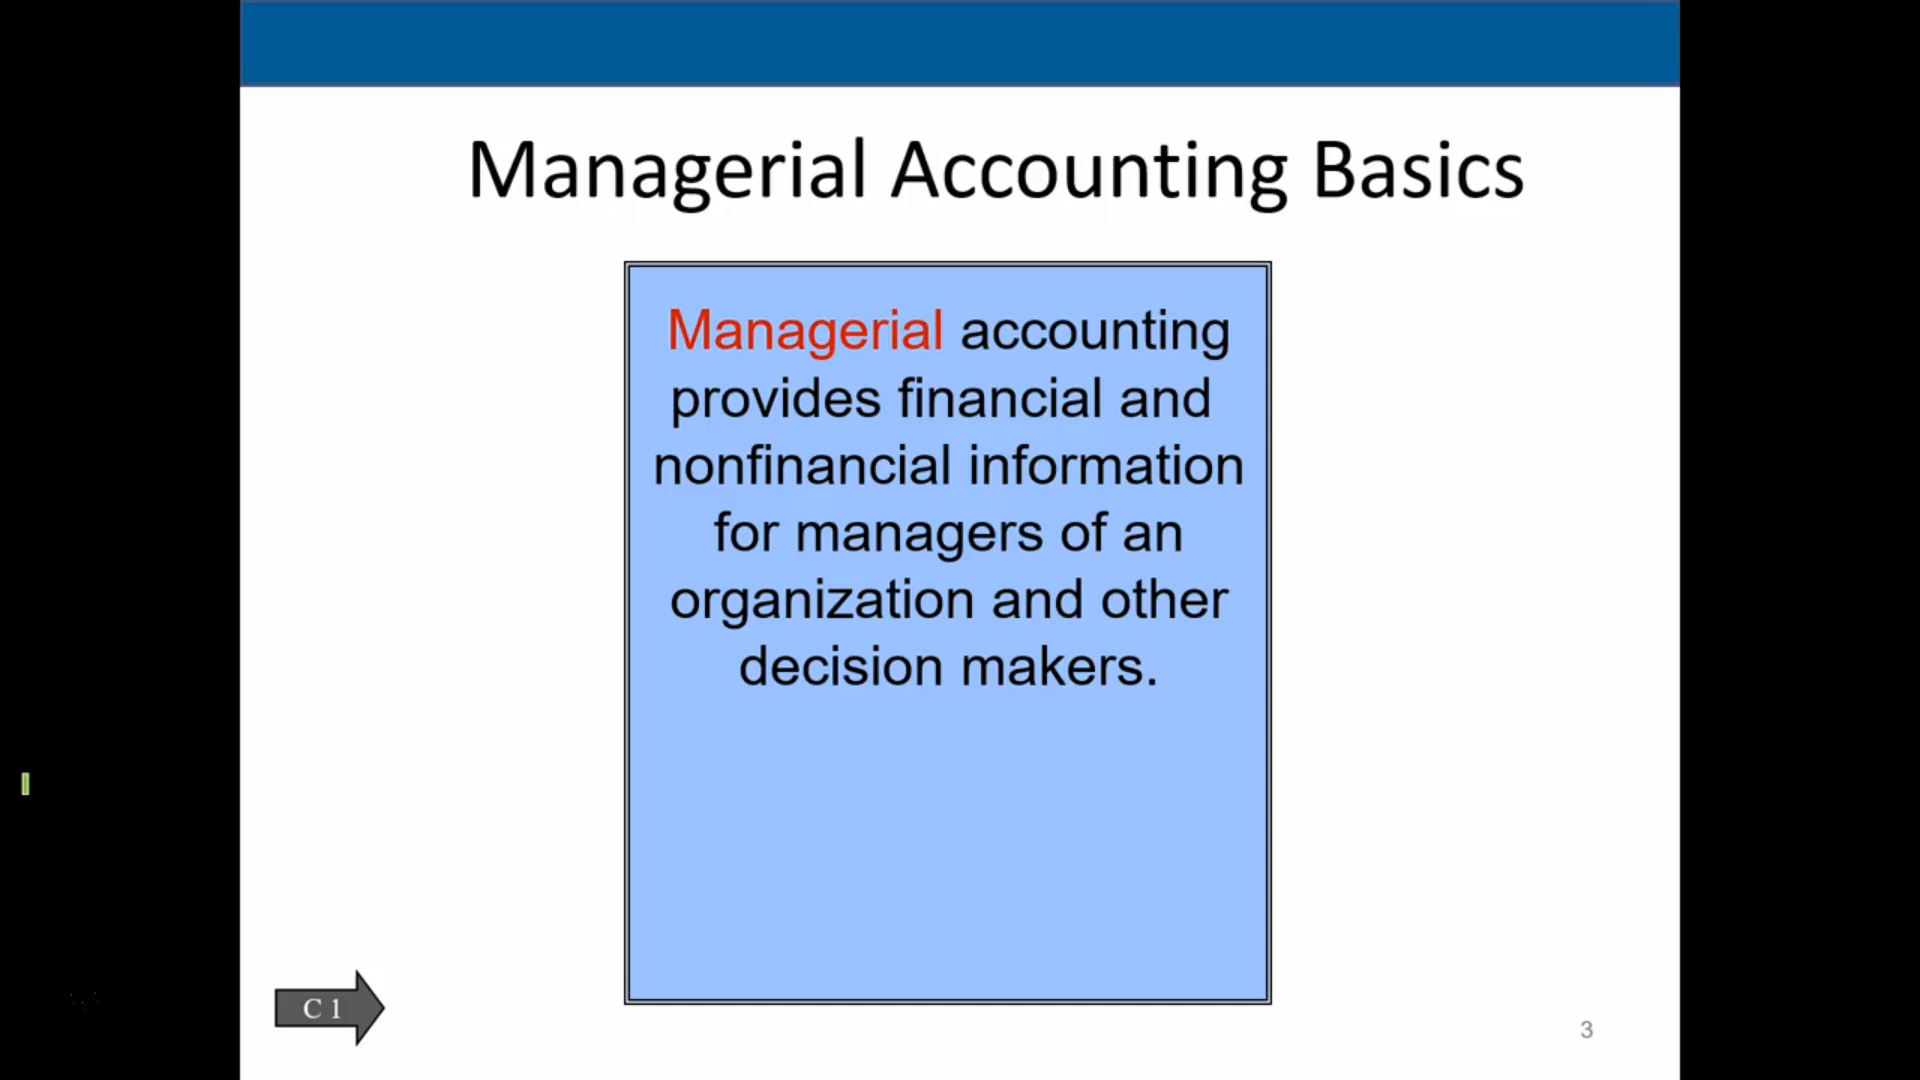 Managerial Accounting Basics
Managerial accounting
provides financial and
nonfinancial information
for managers of an
organization and other
decision makers.
C 1
3